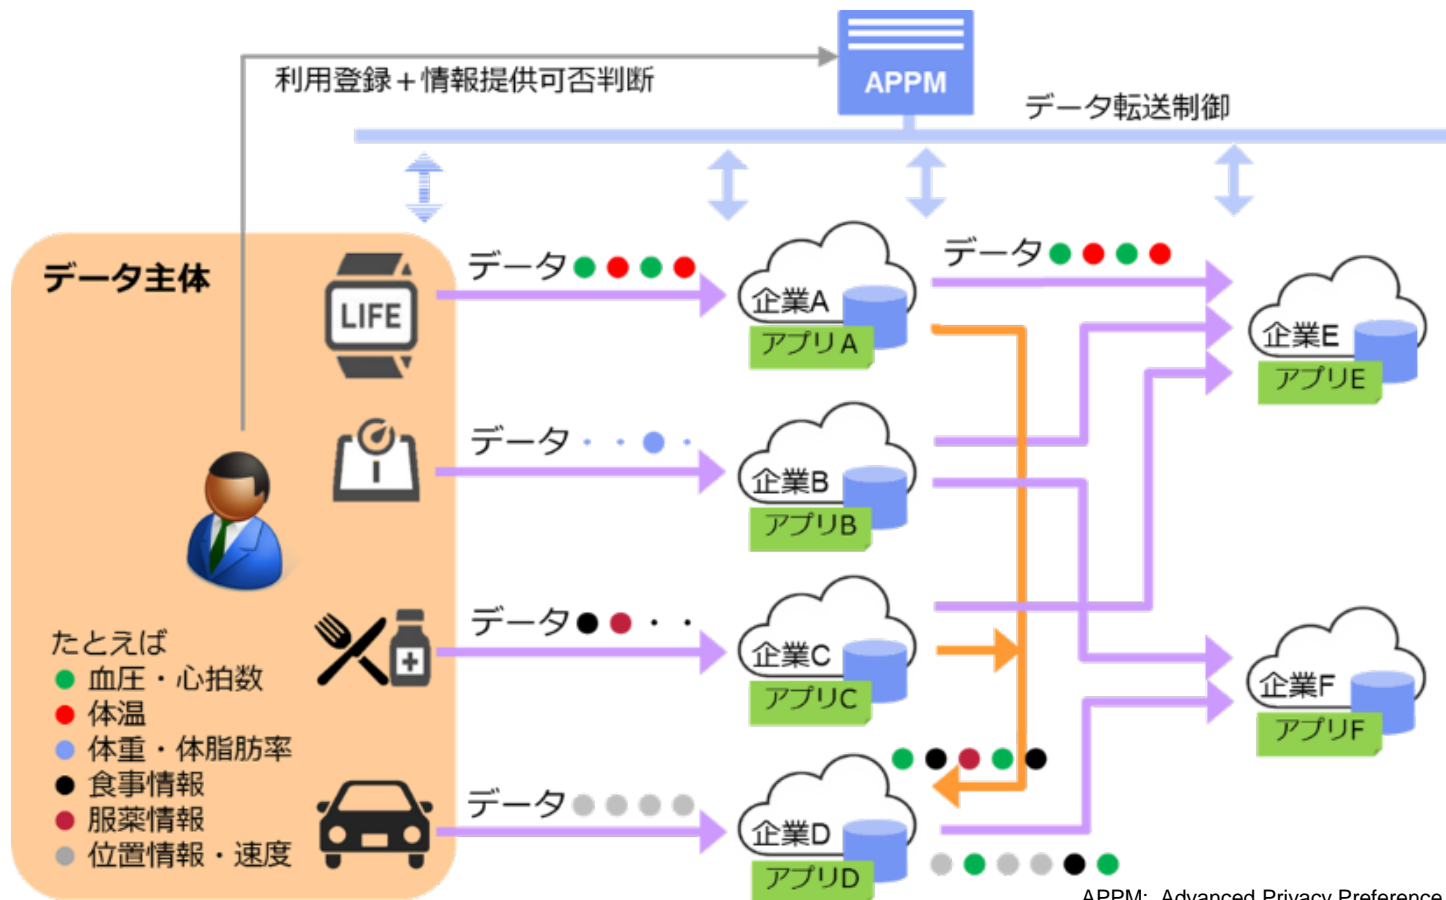 APPM
利用登録＋情報提供可否判断
データ転送制御
データ主体
LIFE
データ
データ
企業A
アプリA
企業E
アプリE
データ
企業B
アプリB
データ
企業C
アプリC
企業F
アプリF
たとえば
血圧・心拍数
体温
体重・体脂肪率
食事情報
服薬情報
位置情報・速度
データ
企業D
アプリD
APPM: Advanced Privacy Preference